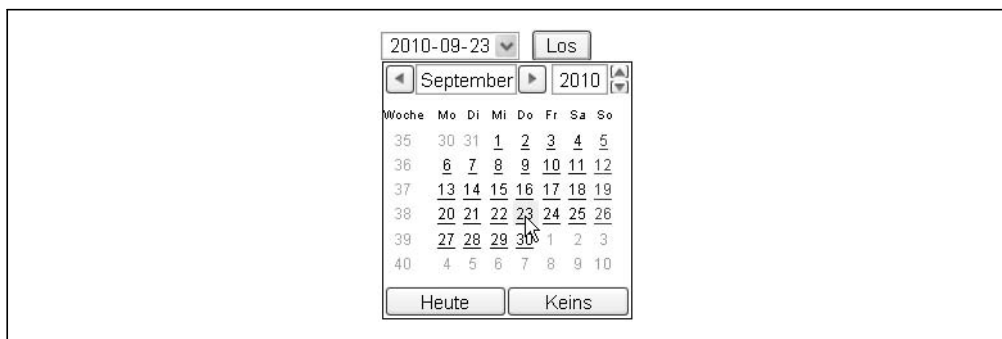 2010-09-23 Los
September 2010
Woche Mo Di Mi Do Fr Sa So
35 30 31 1 2 3 4 5
36 6 7 8 9 10 11 12
37 13 14 15 16 17 18 19
38 20 21 22 23 24 25 26
39 27 28 29 30 1 2 3
40 4 5 6 7 8 9 10
Heute Keins